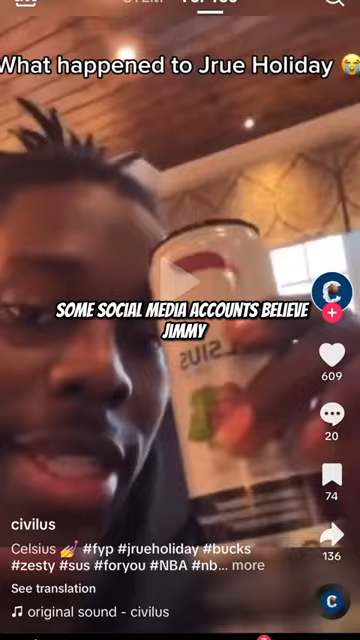 What happened to Jrue Holiday 😭
SOME SOCIAL MEDIA ACCOUNTS BELIEVE
JIMMY
609
20
74
136
civilus
Celsius 💅 #fyp #jrueholiday #bucks
#zesty #sus #foryou #NBA #nb... more
See translation
♫ original sound - civilus